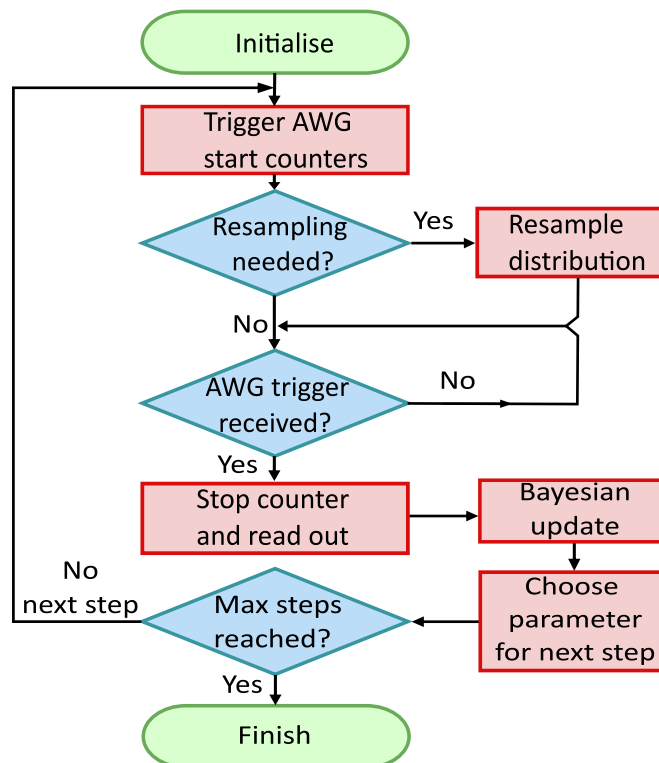 Initialise
Trigger AWG
start counters
Resampling
needed?
Yes
Resample
distribution
No
AWG trigger
received?
No
Yes
Stop counter
and read out
Bayesian
update
Choose
parameter
for next step
Max steps
reached?
No
next step
Yes
Finish